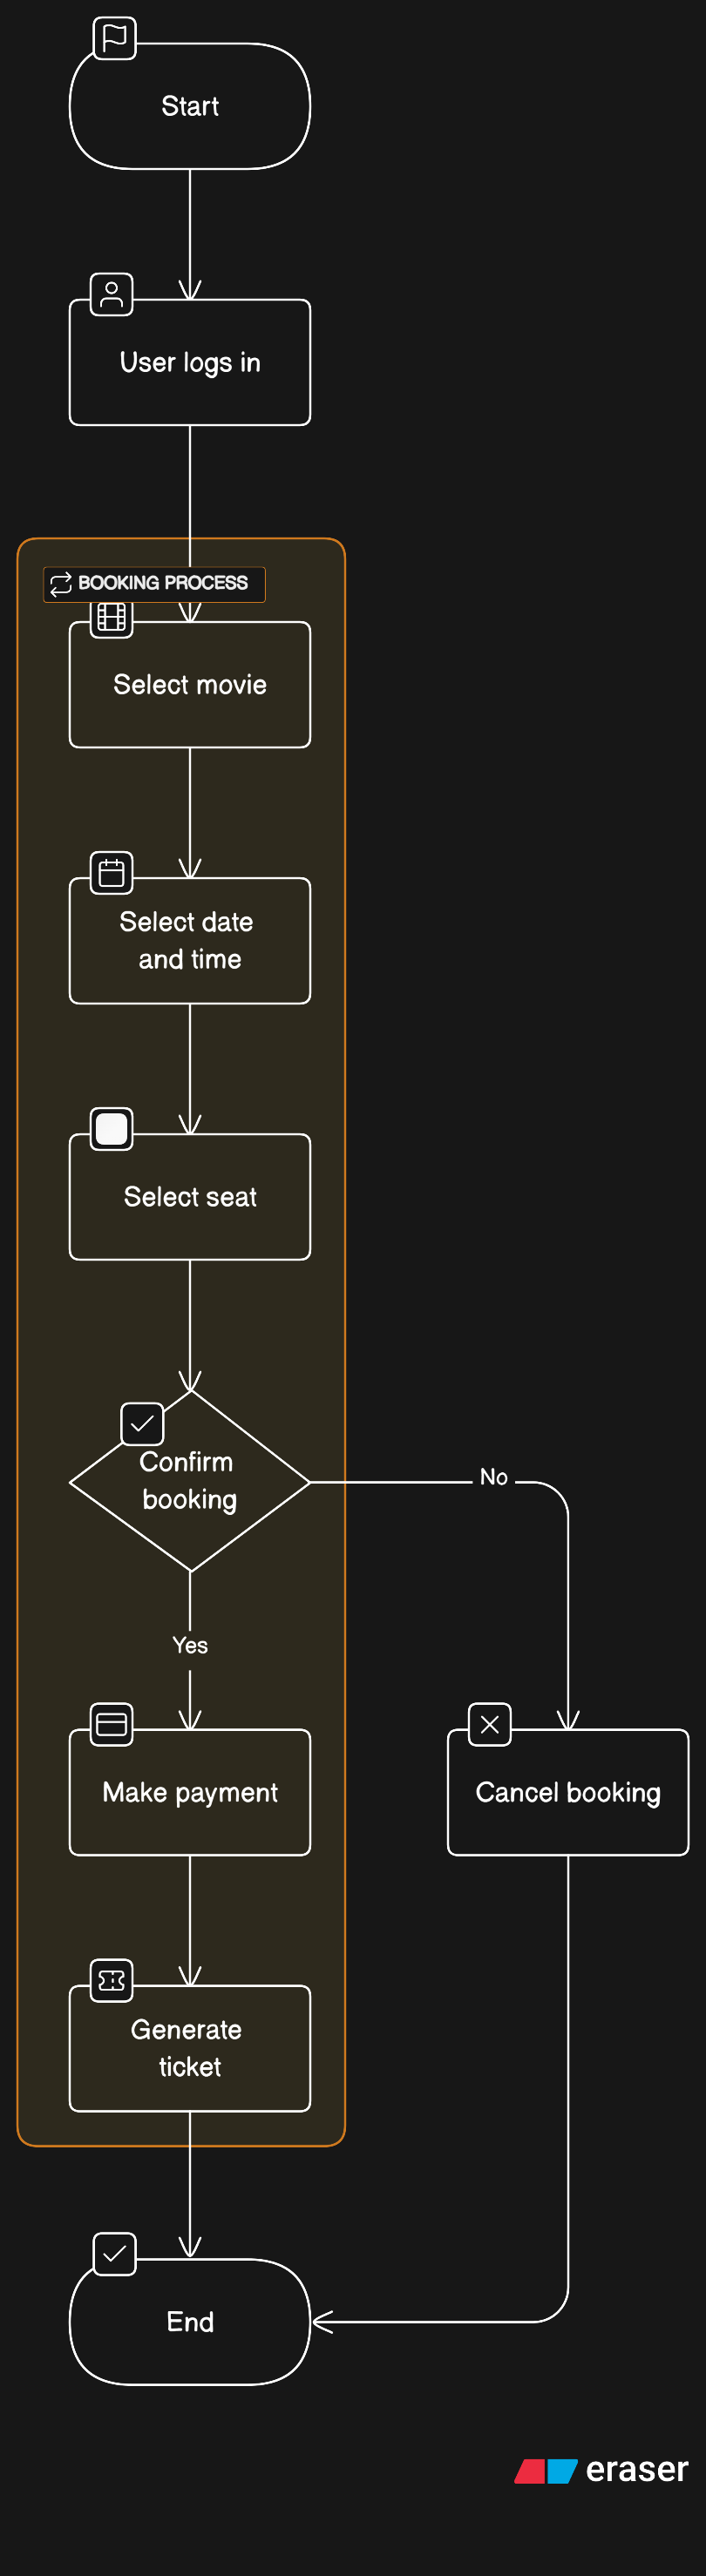 Start
User logs in
BOOKING PROCESS
Select movie
Select date
and time
Select seat
Confirm
booking
No
Yes
Make payment
Cancel booking
Generate
ticket
End
eraser